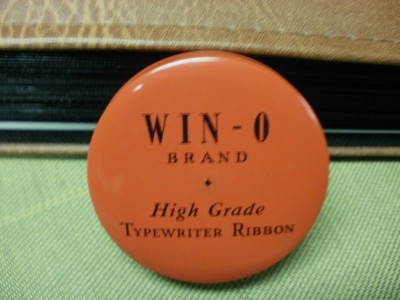 WIN-O
BRAND
High Grade
TYPEWRITER RIBBON